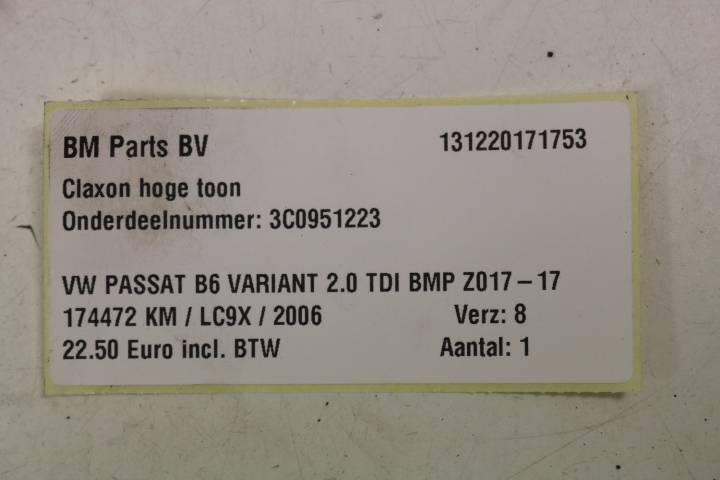 BM Parts BV 131220171753
Claxon hoge toon
Onderdeelnummer: 3C0951223
VW PASSAT B6 VARIANT 2.0 TDI BMP Z017 – 17
174472 KM / LC9X / 2006 Verz: 8
22.50 Euro incl. BTW Aantal: 1